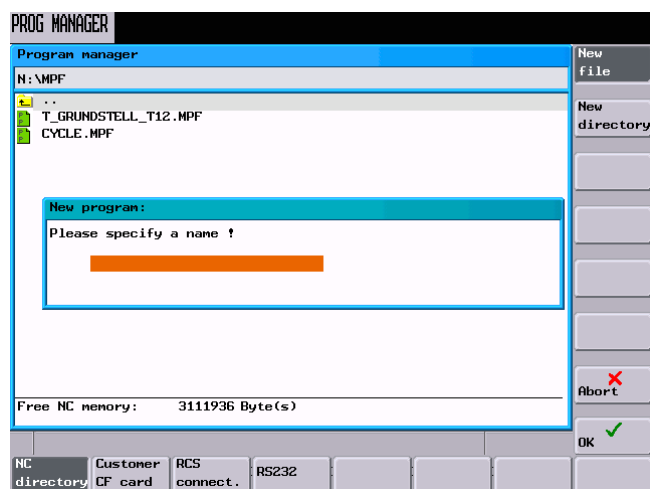 PROG MANAGER
Program manager
N:\MPF
..
T_GRUNDSTELL_T12.MPF
CYCLE.MPF
New program:
Please specify a name !
Free NC memory: 3111936 Byte(s)
New
file
New
directory
Abort
OK
NC
directory
Customer
CF card
RCS
connect.
RS232